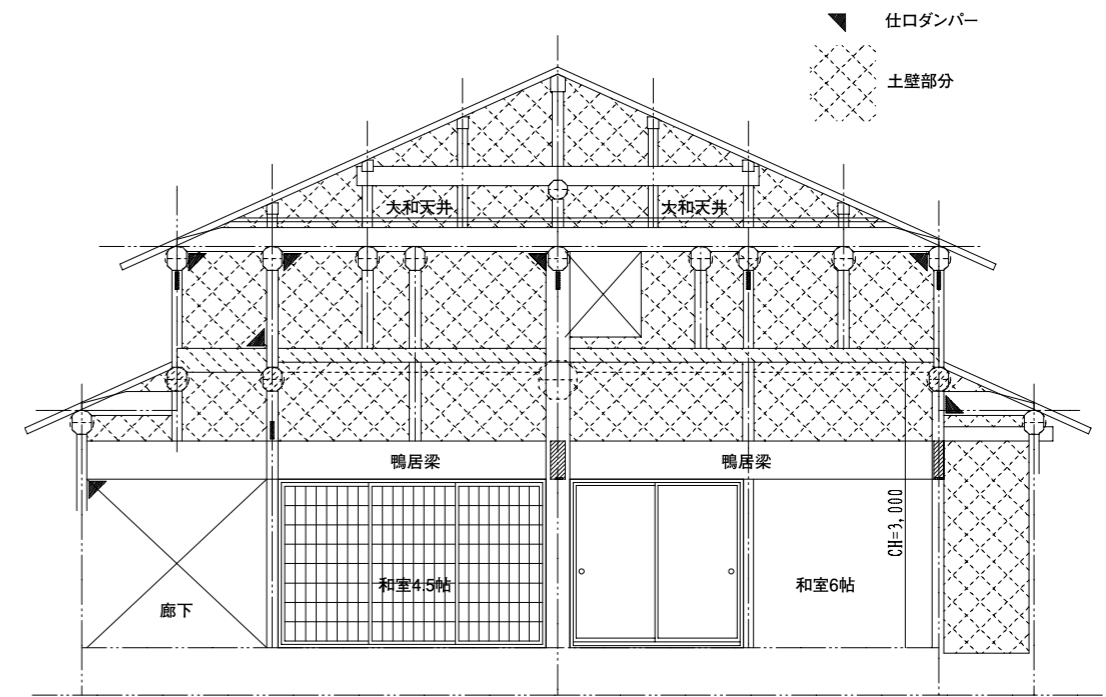 仕口ダンパー
土壁部分
大和天井
大和天井
鴨居梁
鴨居梁
CH=3,000
和室4.5帖
和室6帖
廊下